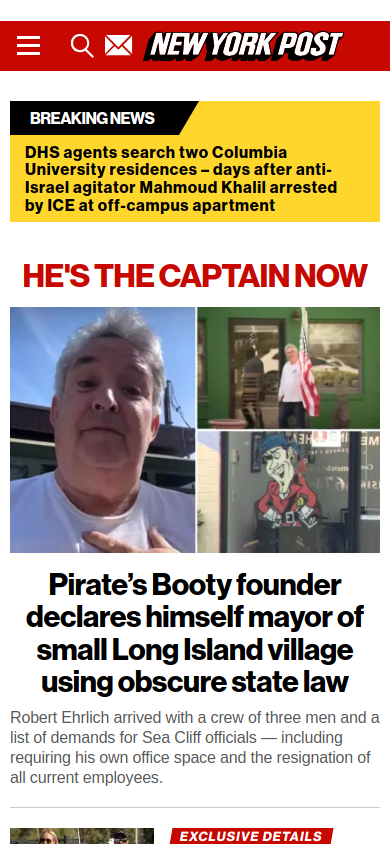 NEW YORK POST
BREAKING NEWS
DHS agents search two Columbia
University residences – days after anti-
Israel agitator Mahmoud Khalil arrested
by ICE at off-campus apartment
HE'S THE CAPTAIN NOW
Pirate’s Booty founder
declares himself mayor of
small Long Island village
using obscure state law
Robert Ehrlich arrived with a crew of three men and a
list of demands for Sea Cliff officials — including
requiring his own office space and the resignation of
all current employees.
EXCLUSIVE DETAILS